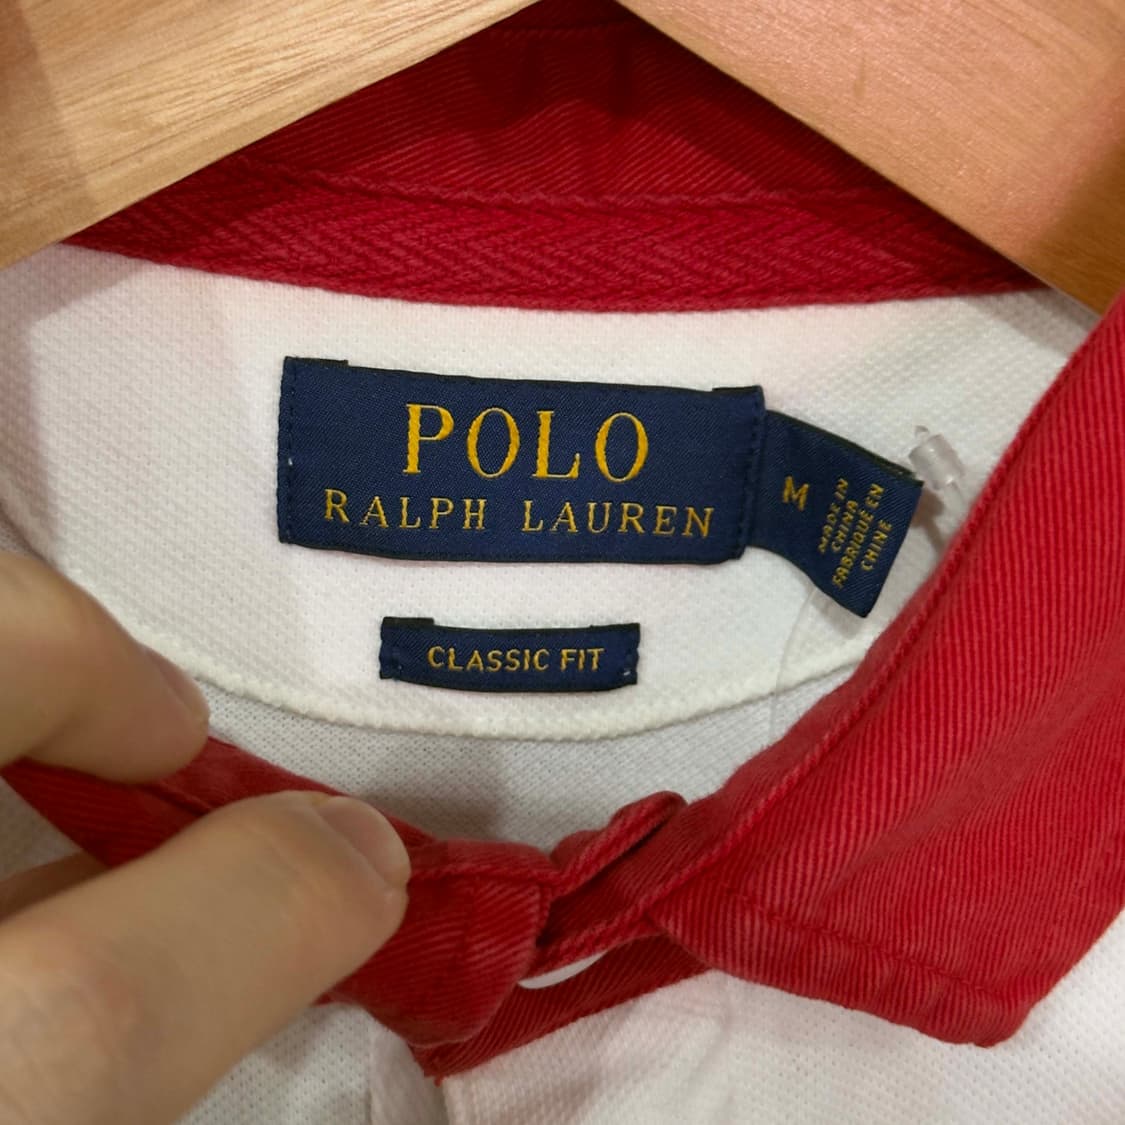 POLO
RALPH LAUREN
M
MADE IN
CHINA
FABRIQUÉ EN
CHINE
CLASSIC FIT